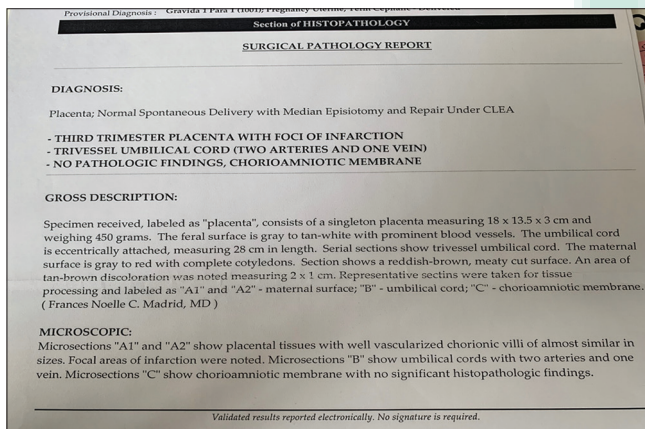 Provisional Diagnosis : Gravida 1 Para 1 (1001); Pregnancy Uterine, Term Cephalic - Delivered
Section of HISTOPATHOLOGY
SURGICAL PATHOLOGY REPORT
DIAGNOSIS:
Placenta; Normal Spontaneous Delivery with Median Episiotomy and Repair Under CLEA
- THIRD TRIMESTER PLACENTA WITH FOCI OF INFARCTION
- TRIVESSEL UMBILICAL CORD (TWO ARTERIES AND ONE VEIN)
- NO PATHOLOGIC FINDINGS, CHORIOAMNIOTIC MEMBRANE
GROSS DESCRIPTION:
Specimen received, labeled as "placenta", consists of a singleton placenta measuring 18 x 13.5 x 3 cm and
weighing 450 grams. The feral surface is gray to tan-white with prominent blood vessels. The umbilical cord
is eccentrically attached, measuring 28 cm in length. Serial sections show trivessel umbilical cord. The maternal
surface is gray to red with complete cotyledons. Section shows a reddish-brown, meaty cut surface. An area of
tan-brown discoloration was noted measuring 2 x 1 cm. Representative sectins were taken for tissue
processing and labeled as "A1" and "A2" - maternal surface; "B" - umbilical cord; "C" - chorioamniotic membrane.
( Frances Noelle C. Madrid, MD )
MICROSCOPIC:
Microsections "A1" and "A2" show placental tissues with well vascularized chorionic villi of almost similar in
sizes. Focal areas of infarction were noted. Microsections "B" show umbilical cords with two arteries and one
vein. Microsections "C" show chorioamniotic membrane with no significant histopathologic findings.
Validated results reported electronically. No signature is required.